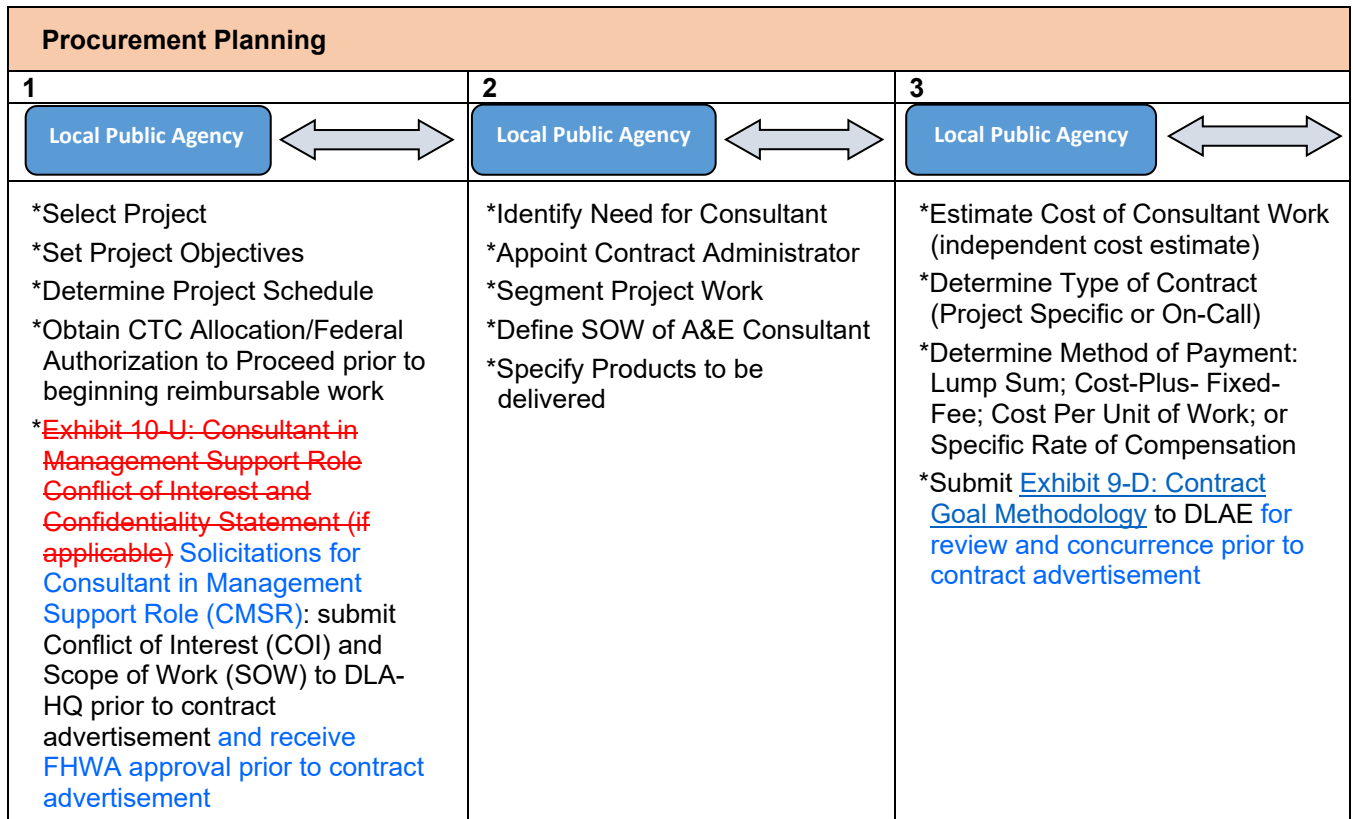 Procurement Planning
1
2
3
Local Public Agency
Local Public Agency
Local Public Agency
*Select Project
*Set Project Objectives
*Determine Project Schedule
*Obtain CTC Allocation/Federal
Authorization to Proceed prior to
beginning reimbursable work
*Exhibit 10-U: Consultant in
Management Support Role
Conflict of Interest and
Confidentiality Statement (if
applicable) Solicitations for
Consultant in Management
Support Role (CMSR): submit
Conflict of Interest (COI) and
Scope of Work (SOW) to DLA-
HQ prior to contract
advertisement and receive
FHWA approval prior to contract
advertisement
*Identify Need for Consultant
*Appoint Contract Administrator
*Segment Project Work
*Define SOW of A&E Consultant
*Specify Products to be
delivered
*Estimate Cost of Consultant Work
(independent cost estimate)
*Determine Type of Contract
(Project Specific or On-Call)
*Determine Method of Payment:
Lump Sum; Cost-Plus- Fixed-
Fee; Cost Per Unit of Work; or
Specific Rate of Compensation
*Submit Exhibit 9-D: Contract
Goal Methodology to DLAE for
review and concurrence prior to
contract advertisement